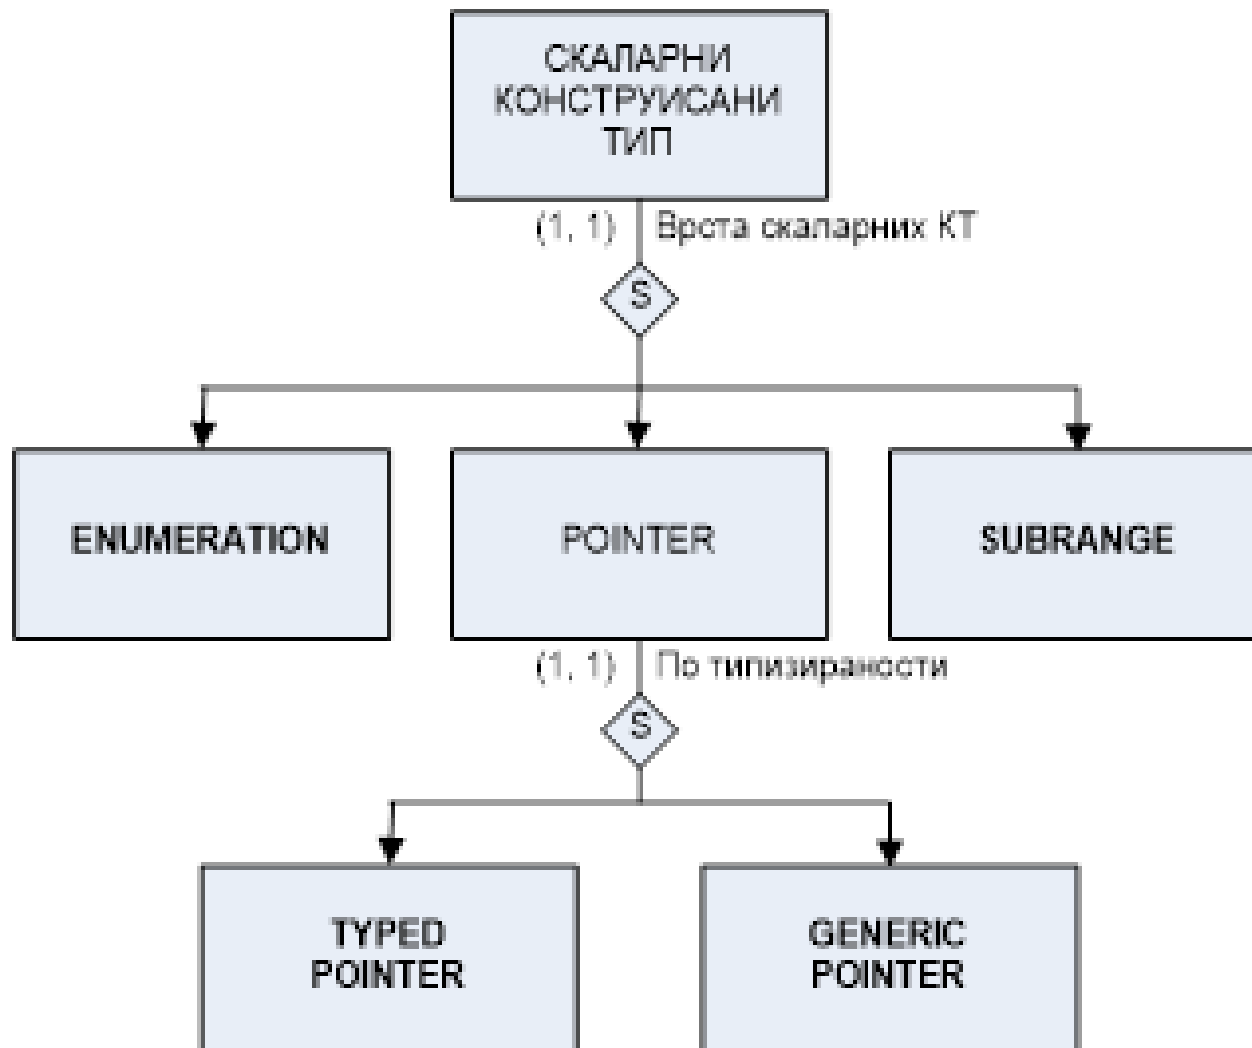 СКАЛАРНИ
КОНСТРУИСАНИ
ТИП
(1, 1) Врста скаларних КТ
S
ENUMERATION
POINTER
SUBRANGE
(1, 1) По типизираности
S
TYPED
POINTER
GENERIC
POINTER